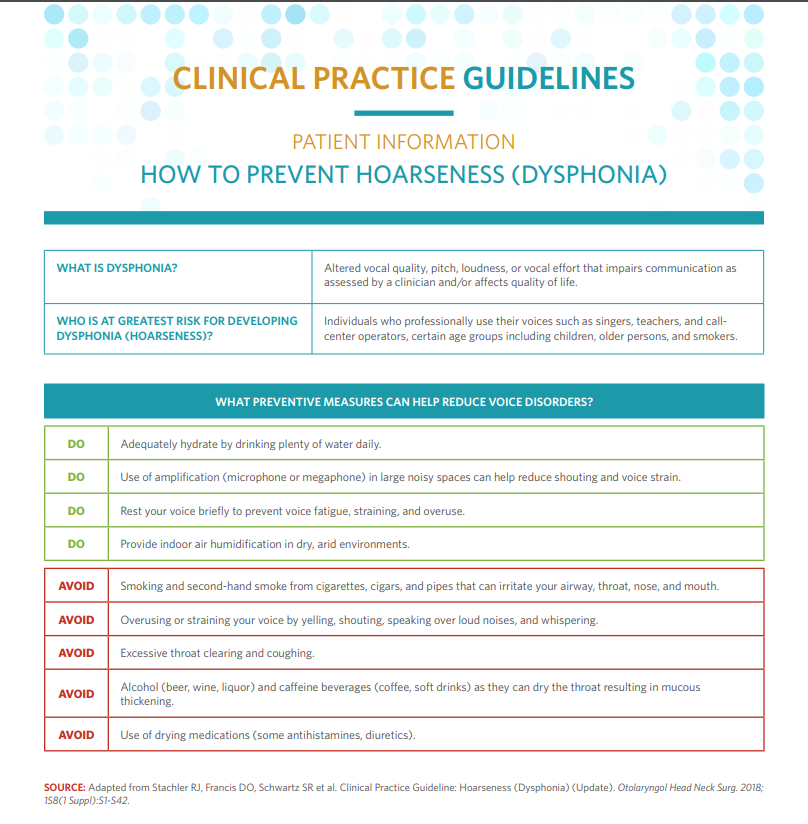 CLINICAL PRACTICE GUIDELINES
PATIENT INFORMATION
HOW TO PREVENT HOARSENESS (DYSPHONIA)
WHAT IS DYSPHONIA?
Altered vocal quality, pitch, loudness, or vocal effort that impairs communication as
assessed by a clinician and/or affects quality of life.
WHO IS AT GREATEST RISK FOR DEVELOPING
DYSPHONIA (HOARSENESS)?
Individuals who professionally use their voices such as singers, teachers, and call-
center operators, certain age groups including children, older persons, and smokers.
WHAT PREVENTIVE MEASURES CAN HELP REDUCE VOICE DISORDERS?
DO Adequately hydrate by drinking plenty of water daily.
DO Use of amplification (microphone or megaphone) in large noisy spaces can help reduce shouting and voice strain.
DO Rest your voice briefly to prevent voice fatigue, straining, and overuse.
DO Provide indoor air humidification in dry, arid environments.
AVOID Smoking and second-hand smoke from cigarettes, cigars, and pipes that can irritate your airway, throat, nose, and mouth.
AVOID Overusing or straining your voice by yelling, shouting, speaking over loud noises, and whispering.
AVOID Excessive throat clearing and coughing.
AVOID Alcohol (beer, wine, liquor) and caffeine beverages (coffee, soft drinks) as they can dry the throat resulting in mucous
thickening.
AVOID Use of drying medications (some antihistamines, diuretics).
SOURCE: Adapted from Stachler RJ, Francis DO, Schwartz SR et al. Clinical Practice Guideline: Hoarseness (Dysphonia) (Update). Otolaryngol Head Neck Surg. 2018;
158(1 Suppl):S1-S42.